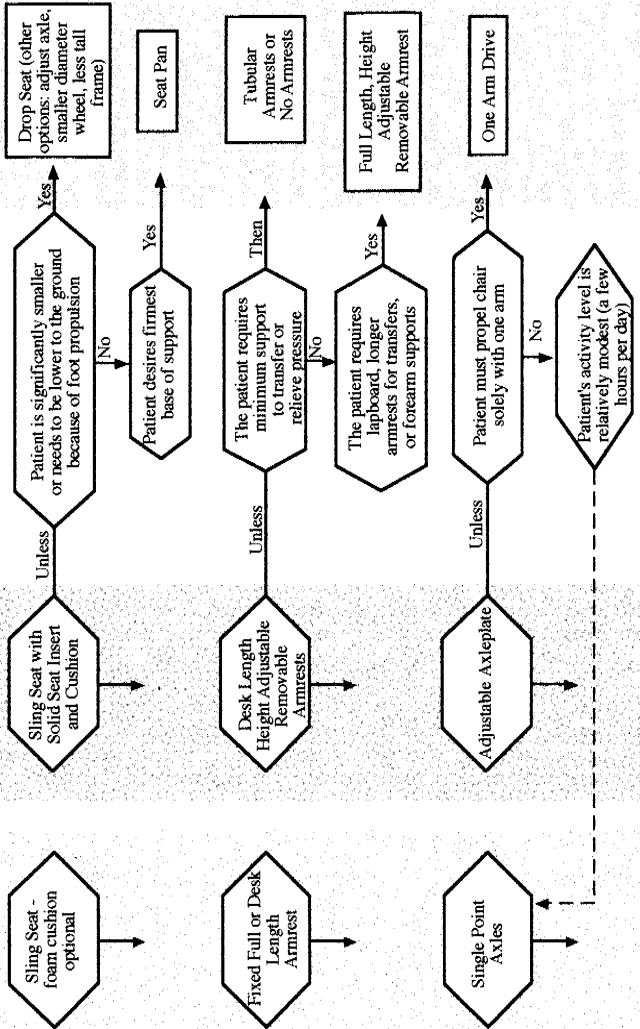 Sling Seat -
foam cushion
optional
Sling Seat with
Solid Seat Insert
and Cushion
Unless
Patient is significantly smaller
or needs to be lower to the ground
because of foot propulsion
Yes
Drop Seat (other
options: adjust axle,
smaller diameter
wheel, less tall
frame)
No
Patient desires firmest
base of support
Yes
Seat Pan
Fixed Full or Desk
Length
Armrest
Desk Length
Height Adjustable
Removable
Armrests
Unless
The patient requires
minimum support
to transfer or
relieve pressure
Then
Tubular
Armrests or
No Armrests
No
The patient requires
lapboard, longer
armrests for transfers,
or forearm supports
Yes
Full Length, Height
Adjustable
Removable Armrest
Single Point
Axles
Adjustable Axleplate
Unless
Patient must propel chair
solely with one arm
Yes
One Arm Drive
No
Patient's activity level is
relatively modest (a few
hours per day)